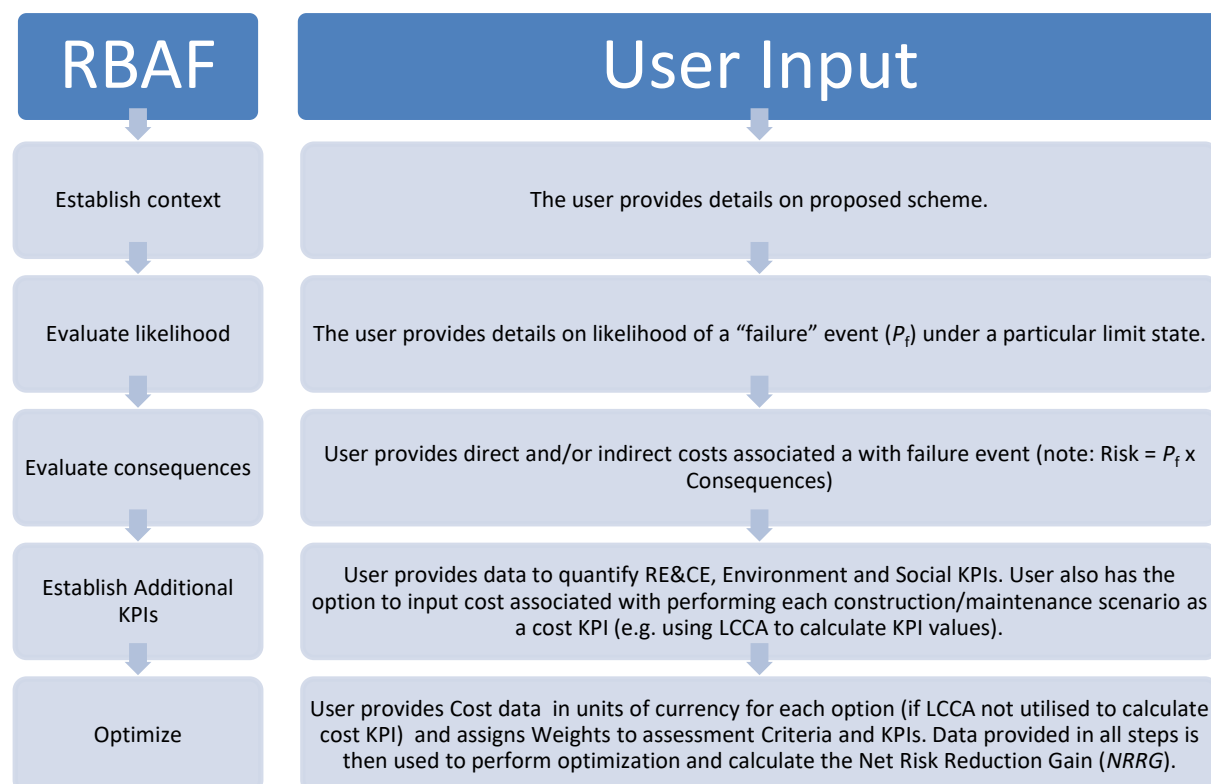 RBAF
User Input
Establish context
The user provides details on proposed scheme.
Evaluate likelihood
The user provides details on likelihood of a “failure” event (Pf) under a particular limit state.
Evaluate consequences
User provides direct and/or indirect costs associated a with failure event (note: Risk = Pf x
Consequences)
Establish Additional
KPIs
User provides data to quantify RE&CE, Environment and Social KPIs. User also has the
option to input cost associated with performing each construction/maintenance scenario as
a cost KPI (e.g. using LCCA to calculate KPI values).
Optimize
User provides Cost data in units of currency for each option (if LCCA not utilised to calculate
cost KPI) and assigns Weights to assessment Criteria and KPIs. Data provided in all steps is
then used to perform optimization and calculate the Net Risk Reduction Gain (NRRG).